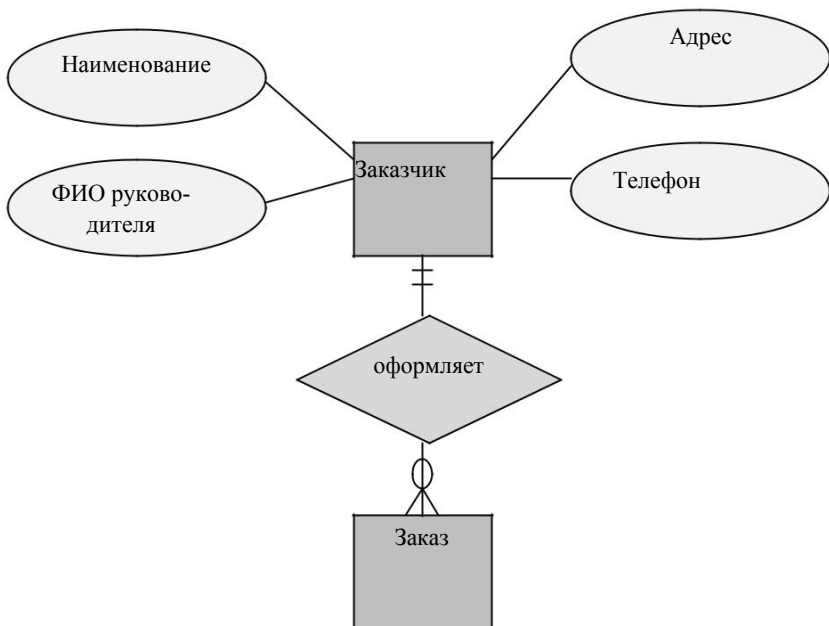 Наименование
Адрес
Заказчик
ФИО руково-
дителя
Телефон
оформляет
Заказ